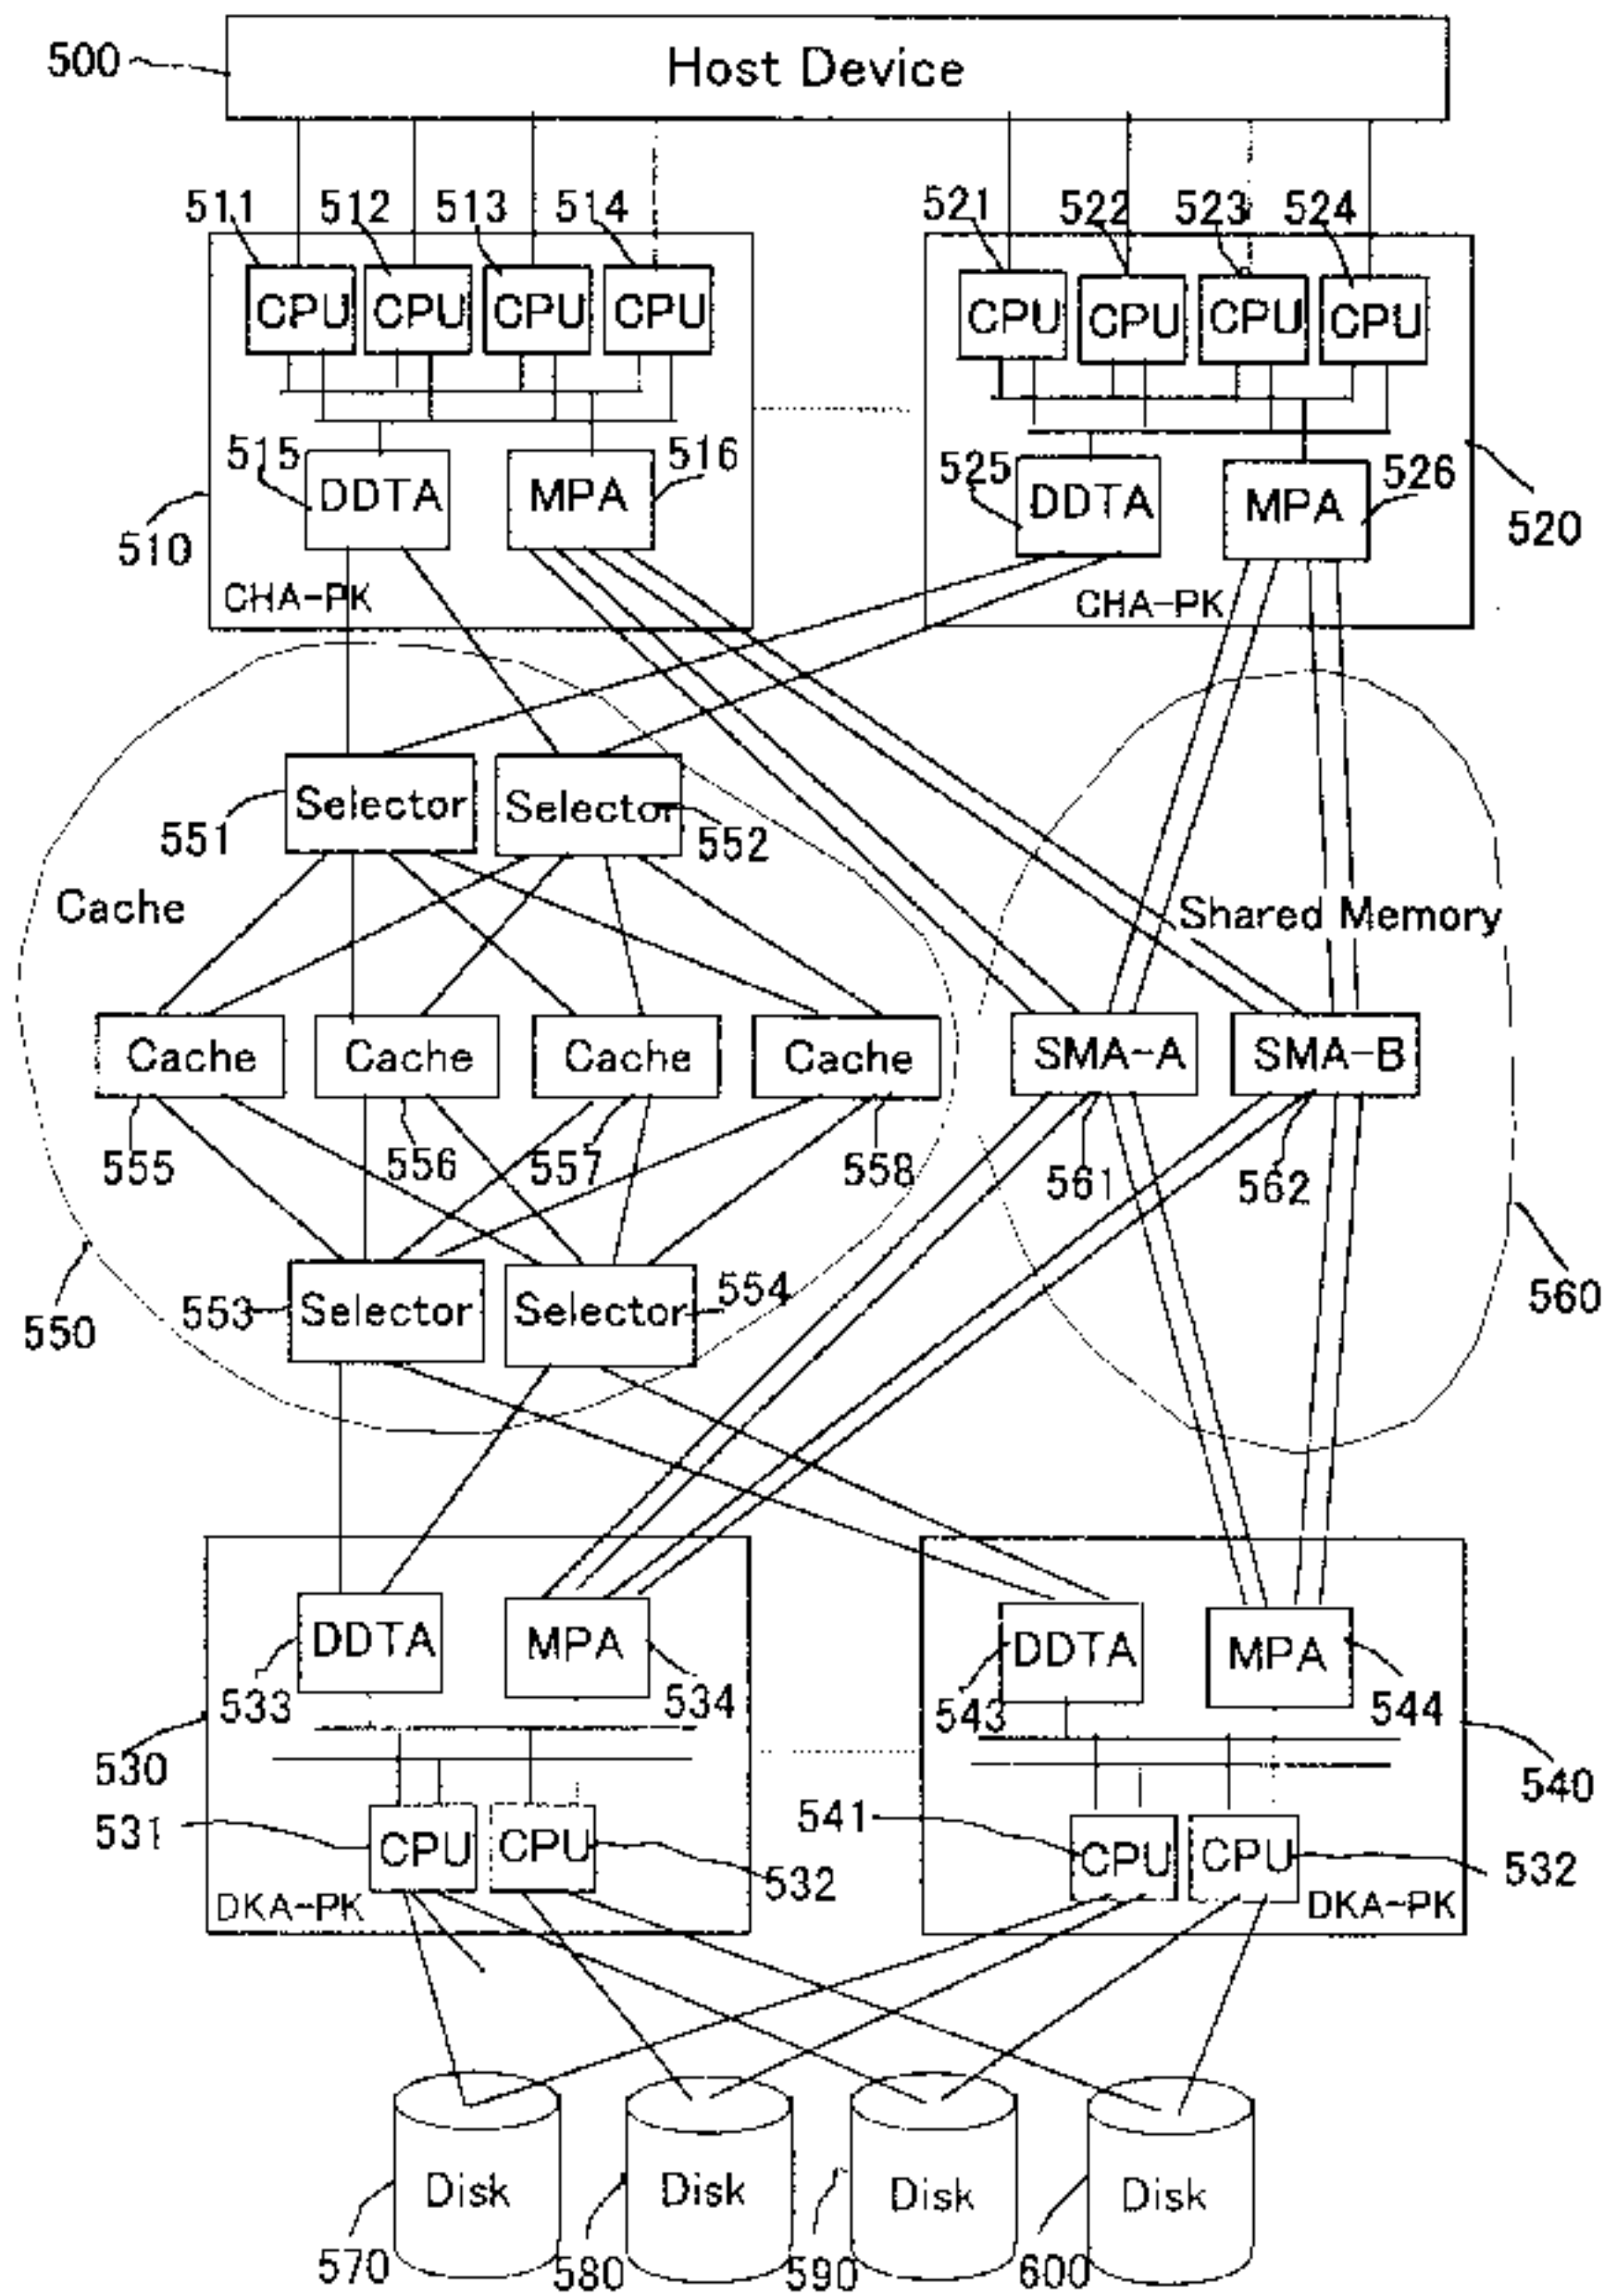 500 Host Device
511 512 513 514 521 522 523 524
CPU CPU CPU CPU CPU CPU CPU CPU
515 DDTA MPA 516 525 DDTA MPA 526
510 520
CHA-PK CHA-PK
551 Selector Selector 552
Cache Shared Memory
Cache Cache Cache Cache SMA-A SMA-B
555 556 557 558 561 562
550 553 Selector Selector 554 560
DDTA MPA DDTA MPA
533 534 543 544
530 540
531 CPU CPU 532 541 CPU CPU 532
DKA-PK DKA-PK
Disk Disk Disk Disk
570 580 590 600